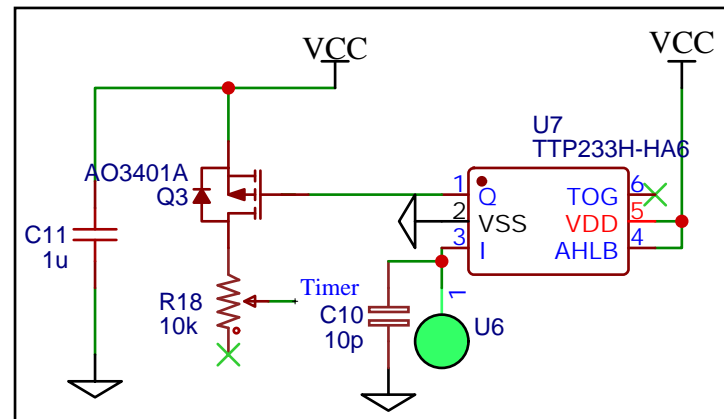 VCC
VCC
U7
TTP233H-HA6
AO3401A
Q3
1
Q
TOG
6
2
VSS
VDD
5
3
I
AHLB
4
C11
1u
R18
10k
Timer
C10
10p
1
U6